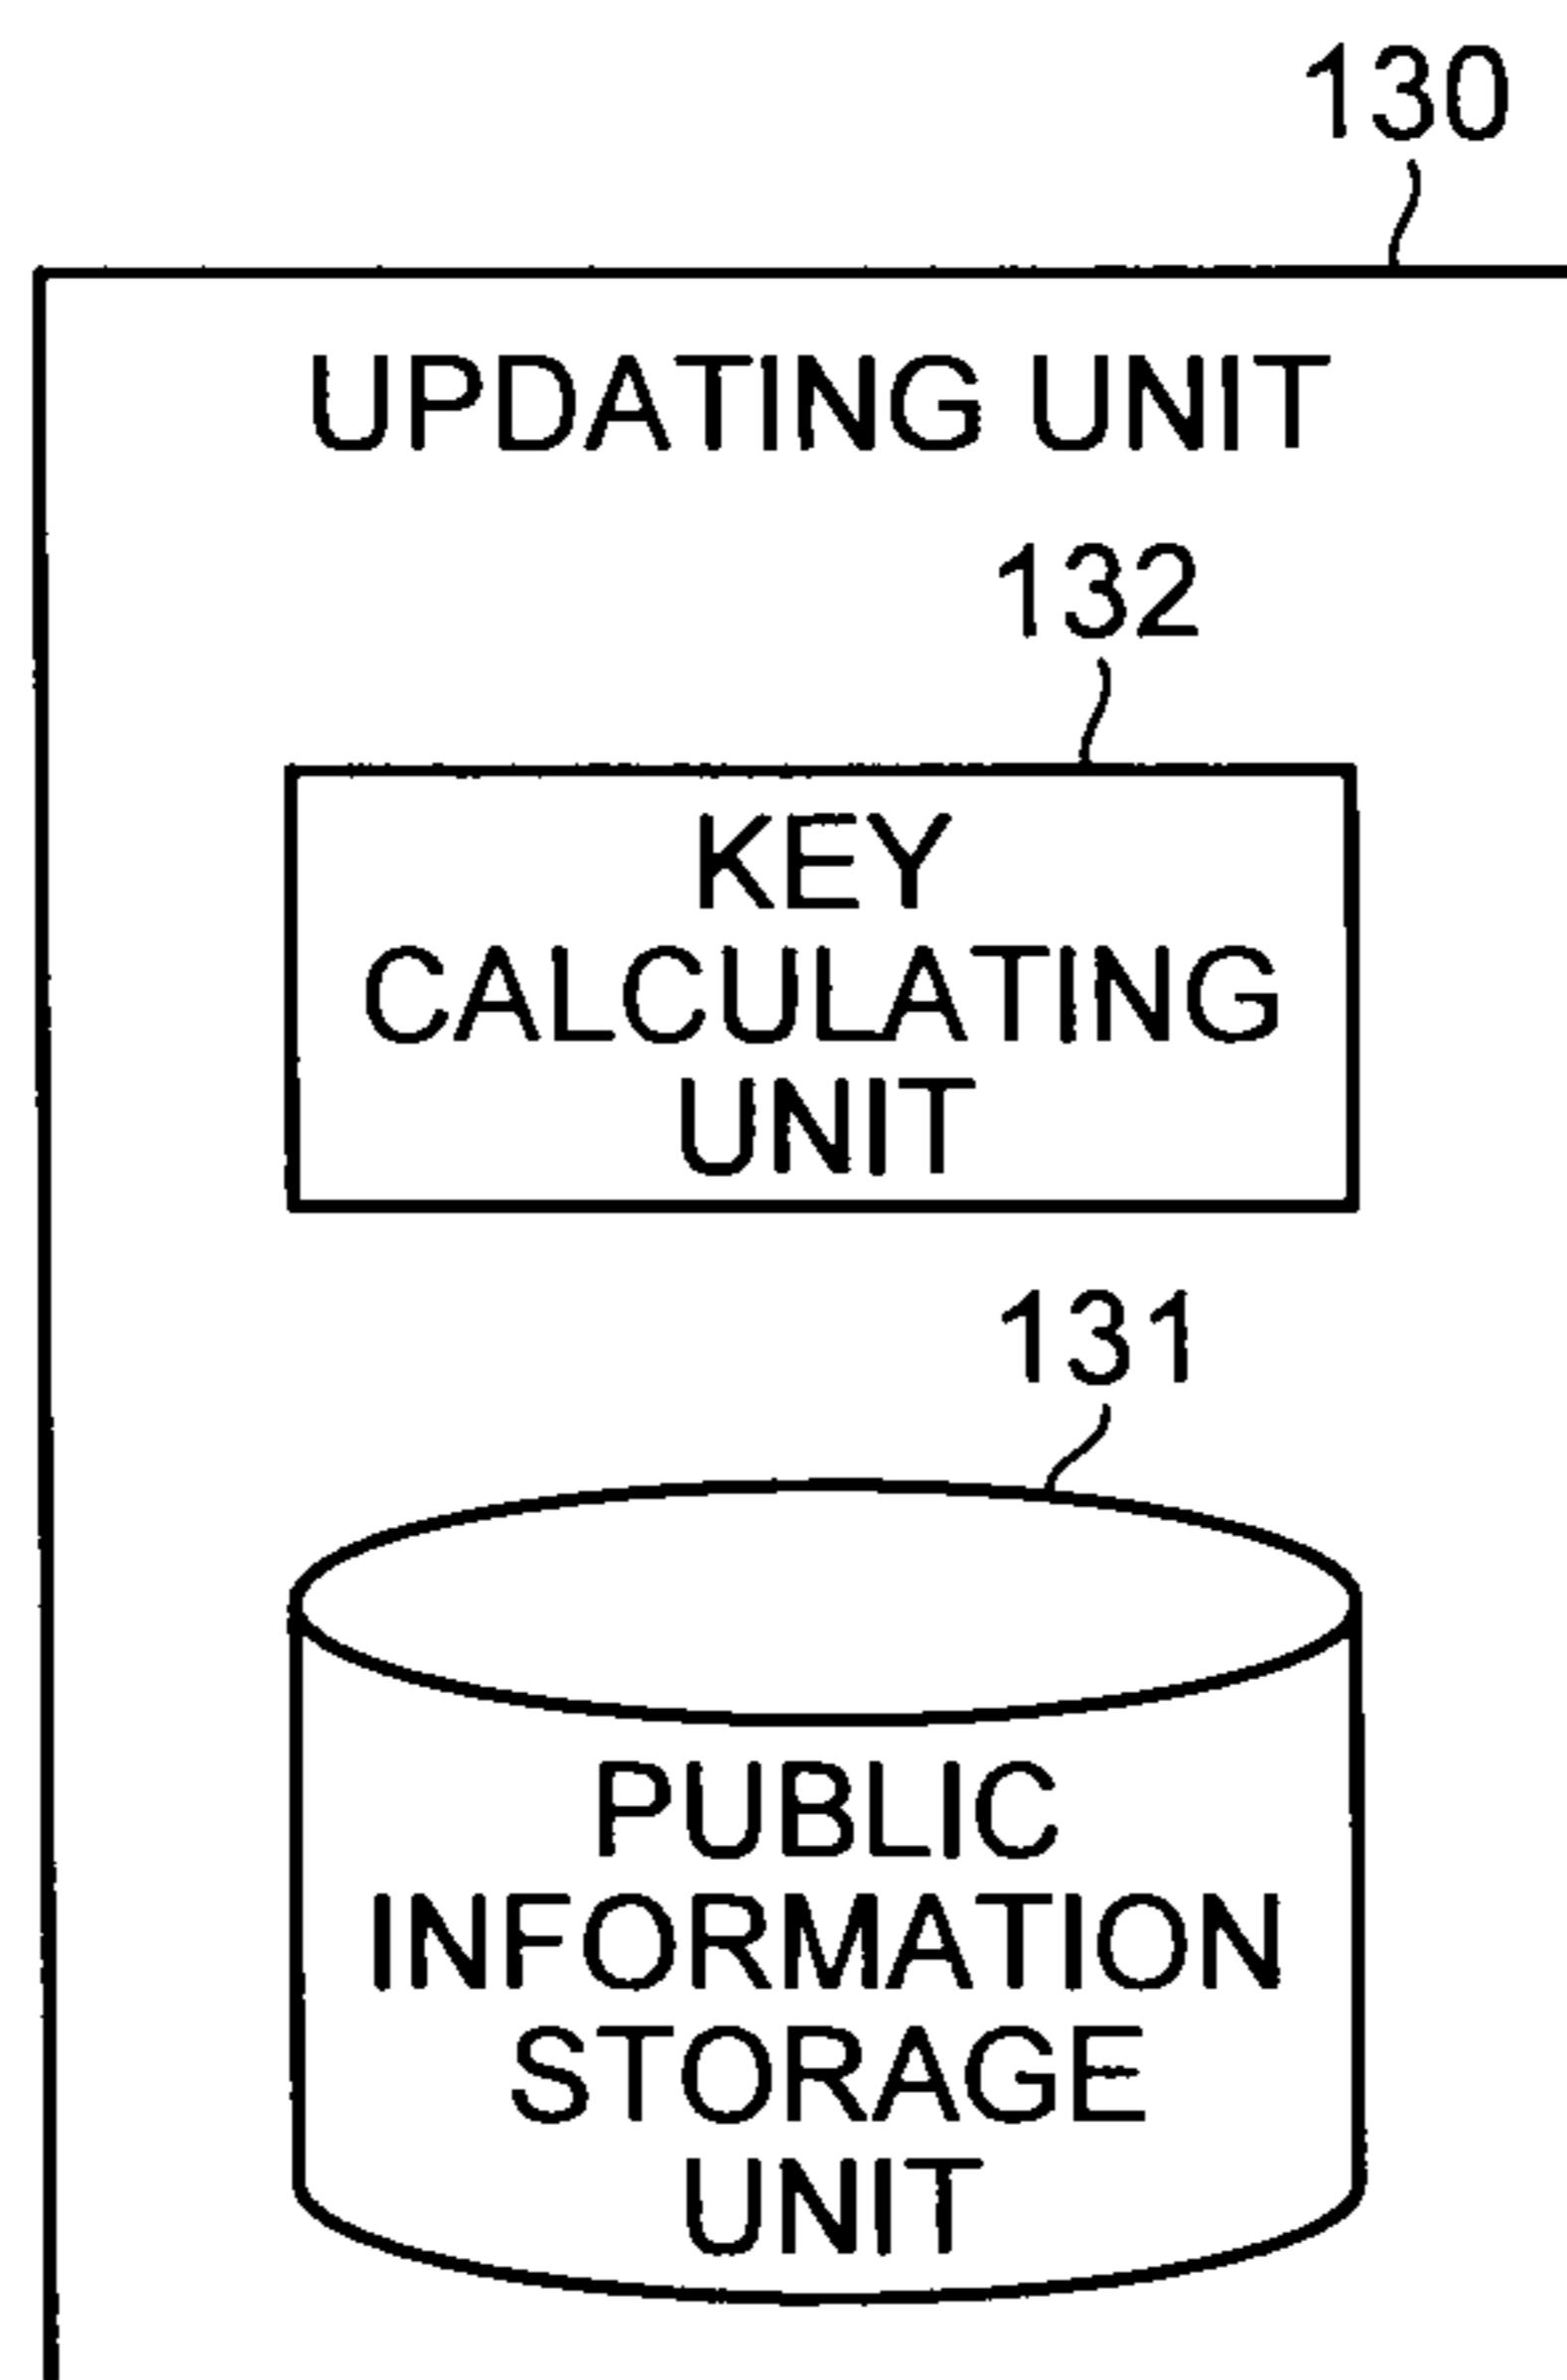 130
UPDATING UNIT
132
KEY
CALCULATING
UNIT
131
PUBLIC
INFORMATION
STORAGE
UNIT